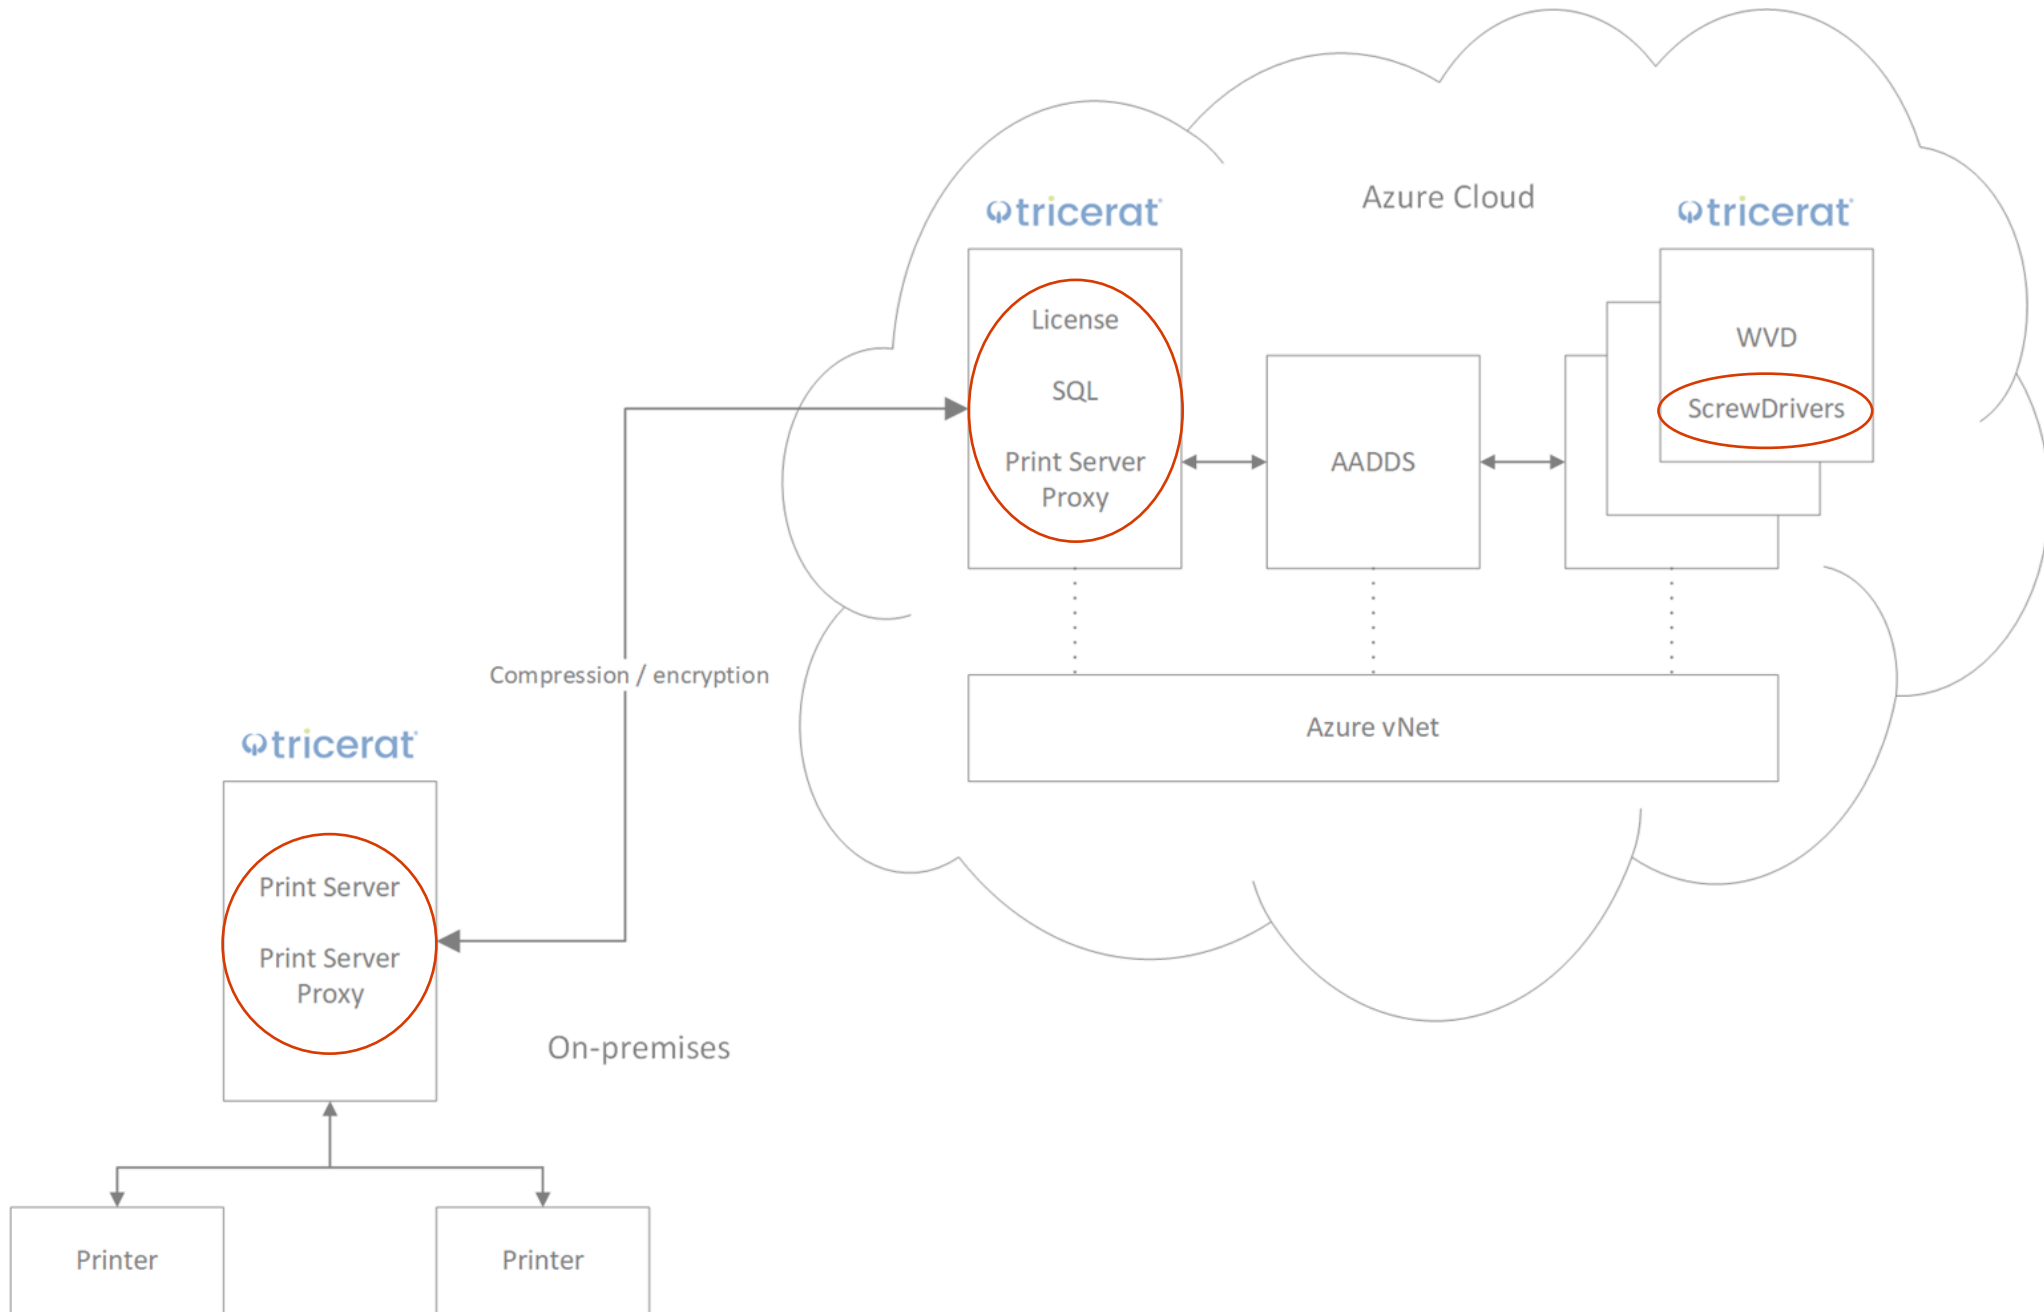 Azure Cloud
tricerat
tricerat
License
SQL
Print Server
Proxy
AADDS
WVD
ScrewDrivers
Compression / encryption
Azure vNet
tricerat
Print Server
Print Server
Proxy
On-premises
Printer
Printer